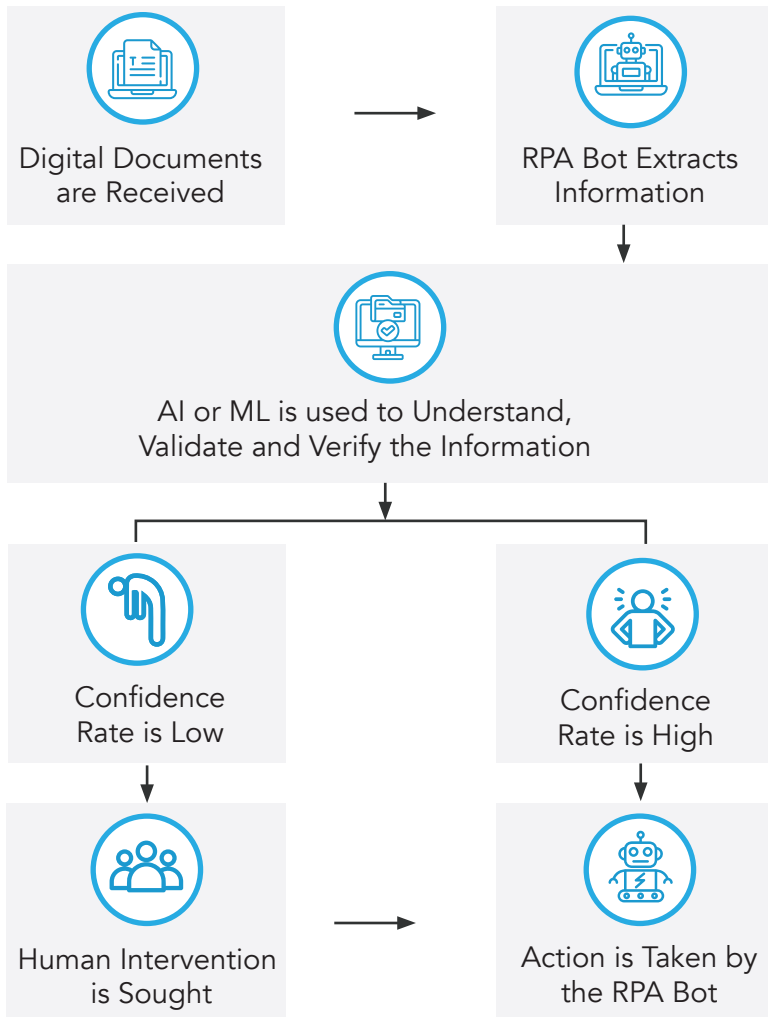 Digital Documents
are Received
RPA Bot Extracts
Information
AI or ML is used to Understand,
Validate and Verify the Information
Confidence
Rate is Low
Confidence
Rate is High
Human Intervention
is Sought
Action is Taken by
the RPA Bot